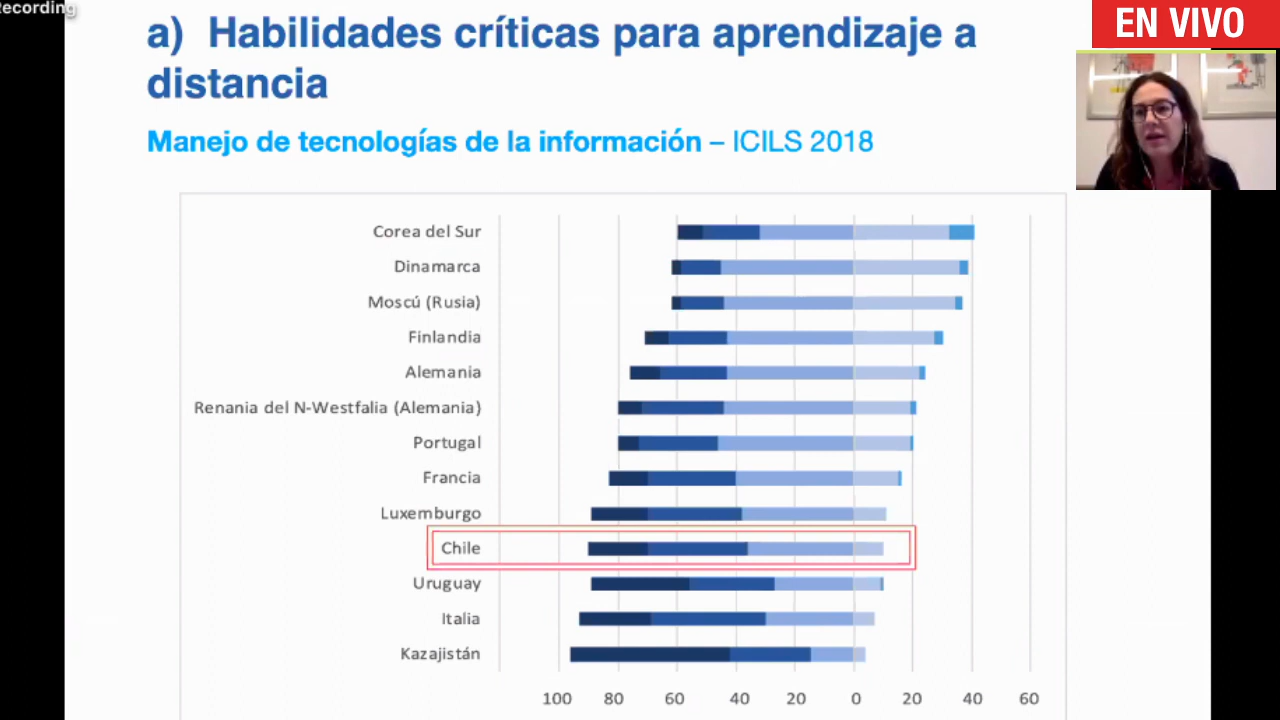 Recording
EN VIVO
a) Habilidades críticas para aprendizaje a
distancia
Manejo de tecnologías de la información – ICILS 2018
Corea del Sur
Dinamarca
Moscú (Rusia)
Finlandia
Alemania
Renania del N-Westfalia (Alemania)
Portugal
Francia
Luxemburgo
Chile
Uruguay
Italia
Kazajistán
100 80 60 40 20 0 20 40 60